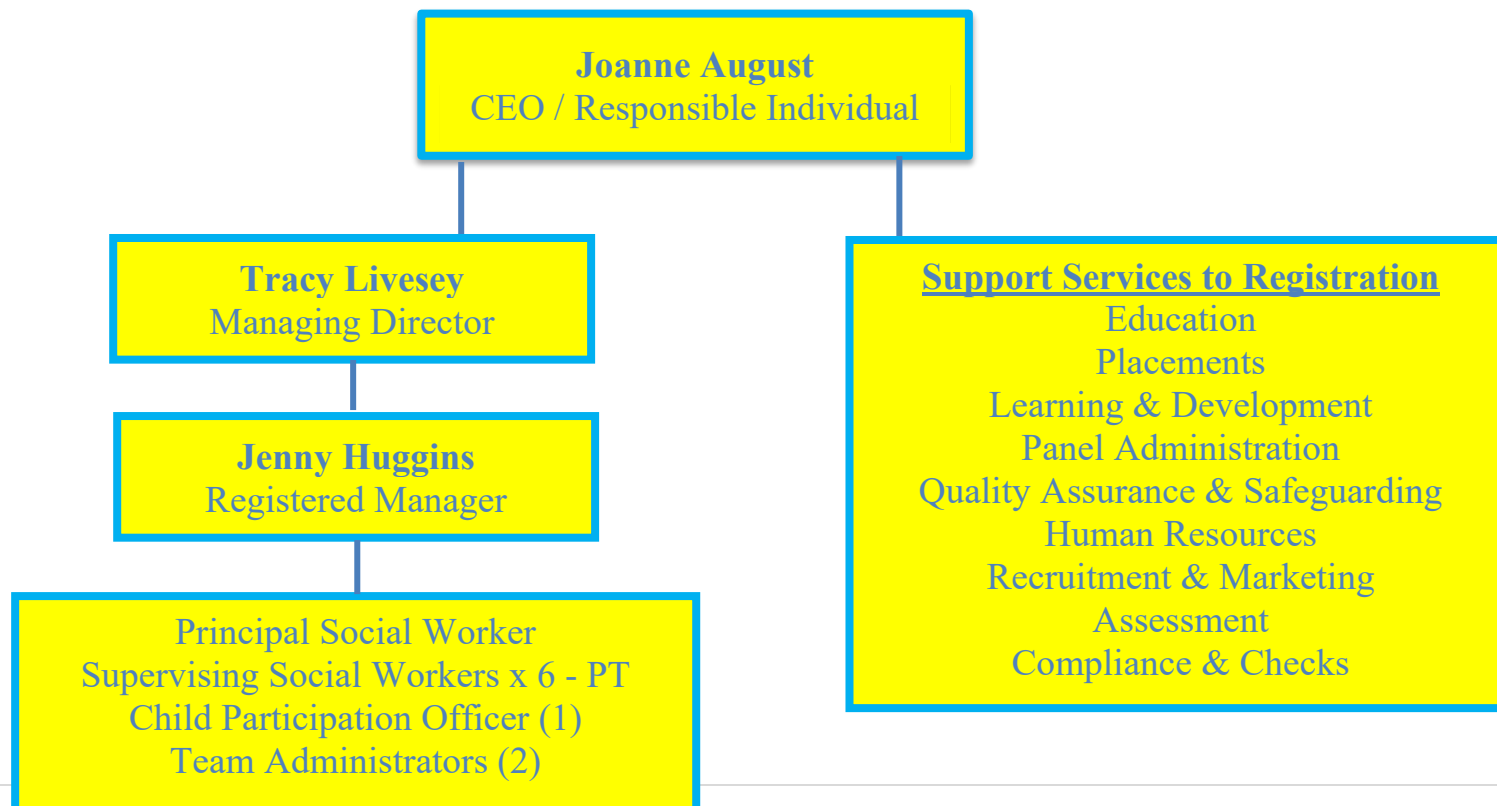 Joanne August
CEO / Responsible Individual
Tracy Livesey
Managing Director
Jenny Huggins
Registered Manager
Principal Social Worker
Supervising Social Workers x 6 - PT
Child Participation Officer (1)
Team Administrators (2)
Support Services to Registration
Education
Placements
Learning & Development
Panel Administration
Quality Assurance & Safeguarding
Human Resources
Recruitment & Marketing
Assessment
Compliance & Checks